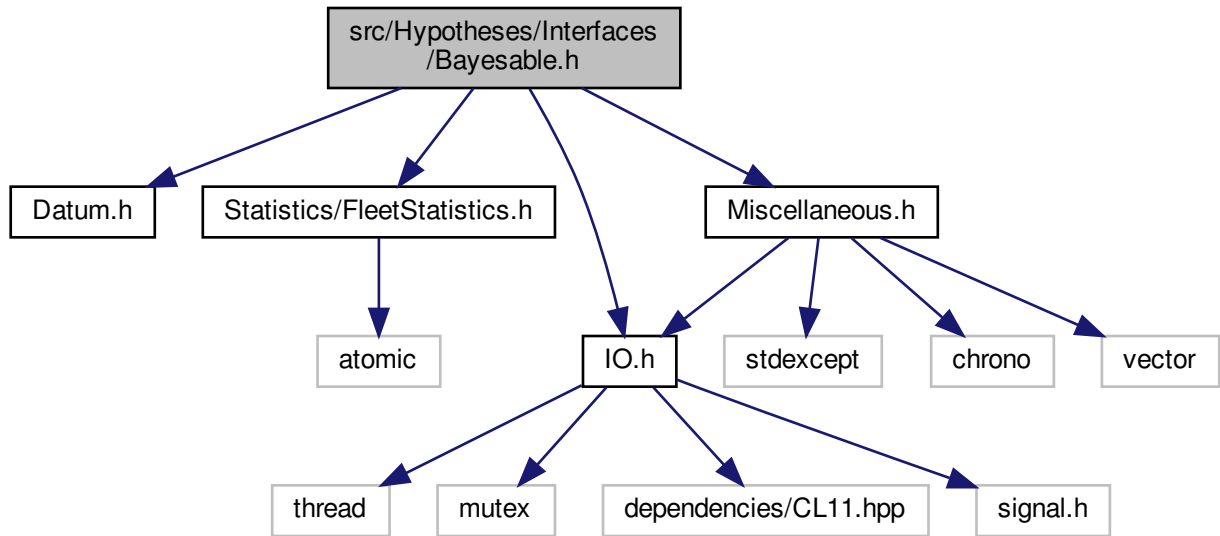 src/Hypotheses/Interfaces
/Bayesable.h
Datum.h
Statistics/FleetStatistics.h
Miscellaneous.h
atomic
IO.h
stdexcept
chrono
vector
thread
mutex
dependencies/CL11.hpp
signal.h